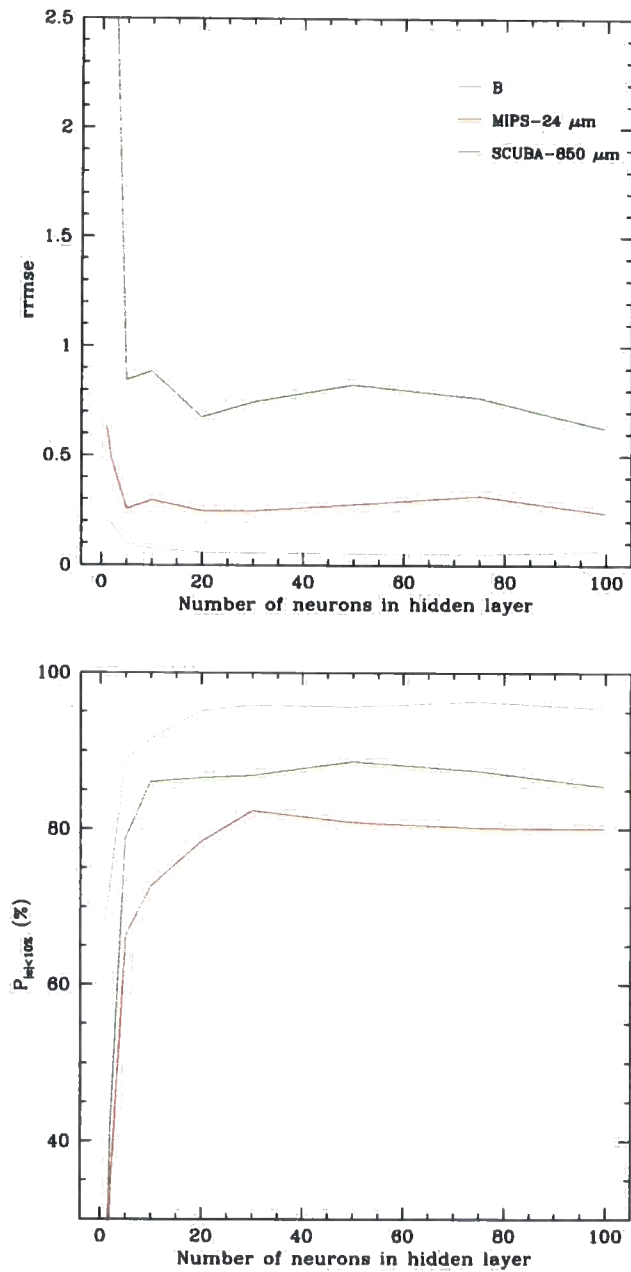 2.5
2
1.5
1
0.5
0
rrmse
B
MIPS-24 μm
SCUBA-850 μm
0 20 40 60 80 100
Number of neurons in hidden layer
100
80
60
40
P|e|<10% (%)
0 20 40 60 80 100
Number of neurons in hidden layer